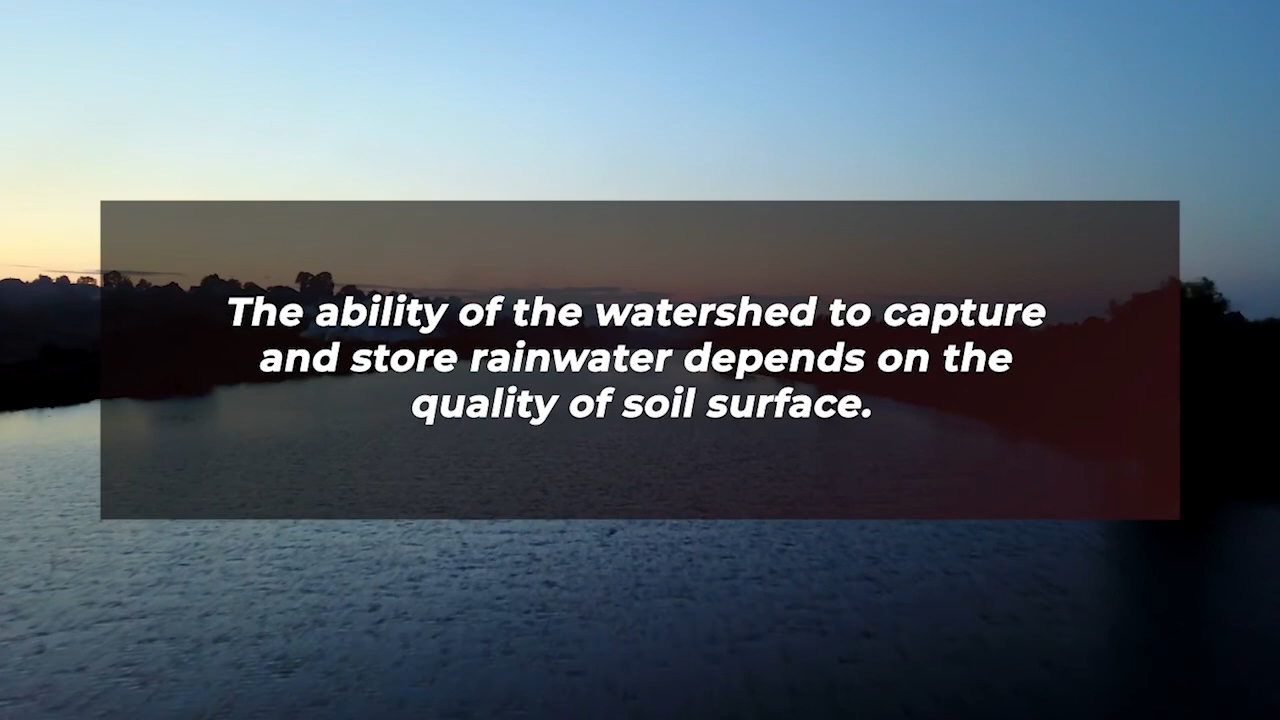 The ability of the watershed to capture
and store rainwater depends on the
quality of soil surface.